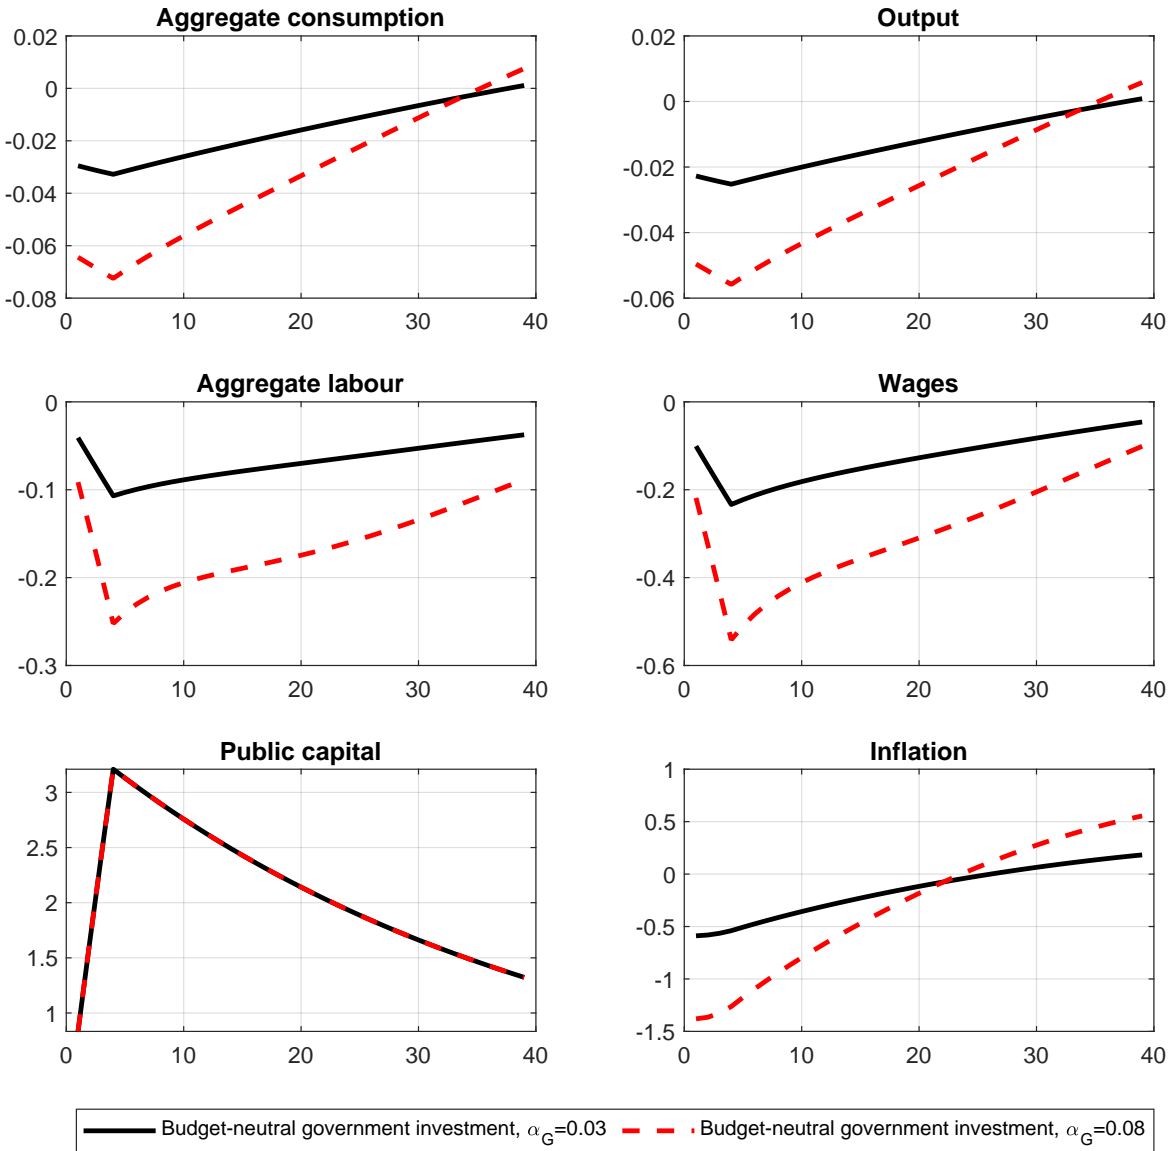 Aggregate consumption
0.02
0
-0.02
-0.04
-0.06
-0.08
0 10 20 30 40
Output
0.02
0
-0.02
-0.04
-0.06
0 10 20 30 40
Aggregate labour
0
-0.1
-0.2
-0.3
0 10 20 30 40
Wages
0
-0.2
-0.4
-0.6
0 10 20 30 40
Public capital
3
2.5
2
1.5
1
0 10 20 30 40
Inflation
1
0.5
0
-0.5
-1
-1.5
0 10 20 30 40
Budget-neutral government investment, α_G=0.03 Budget-neutral government investment, α_G=0.08